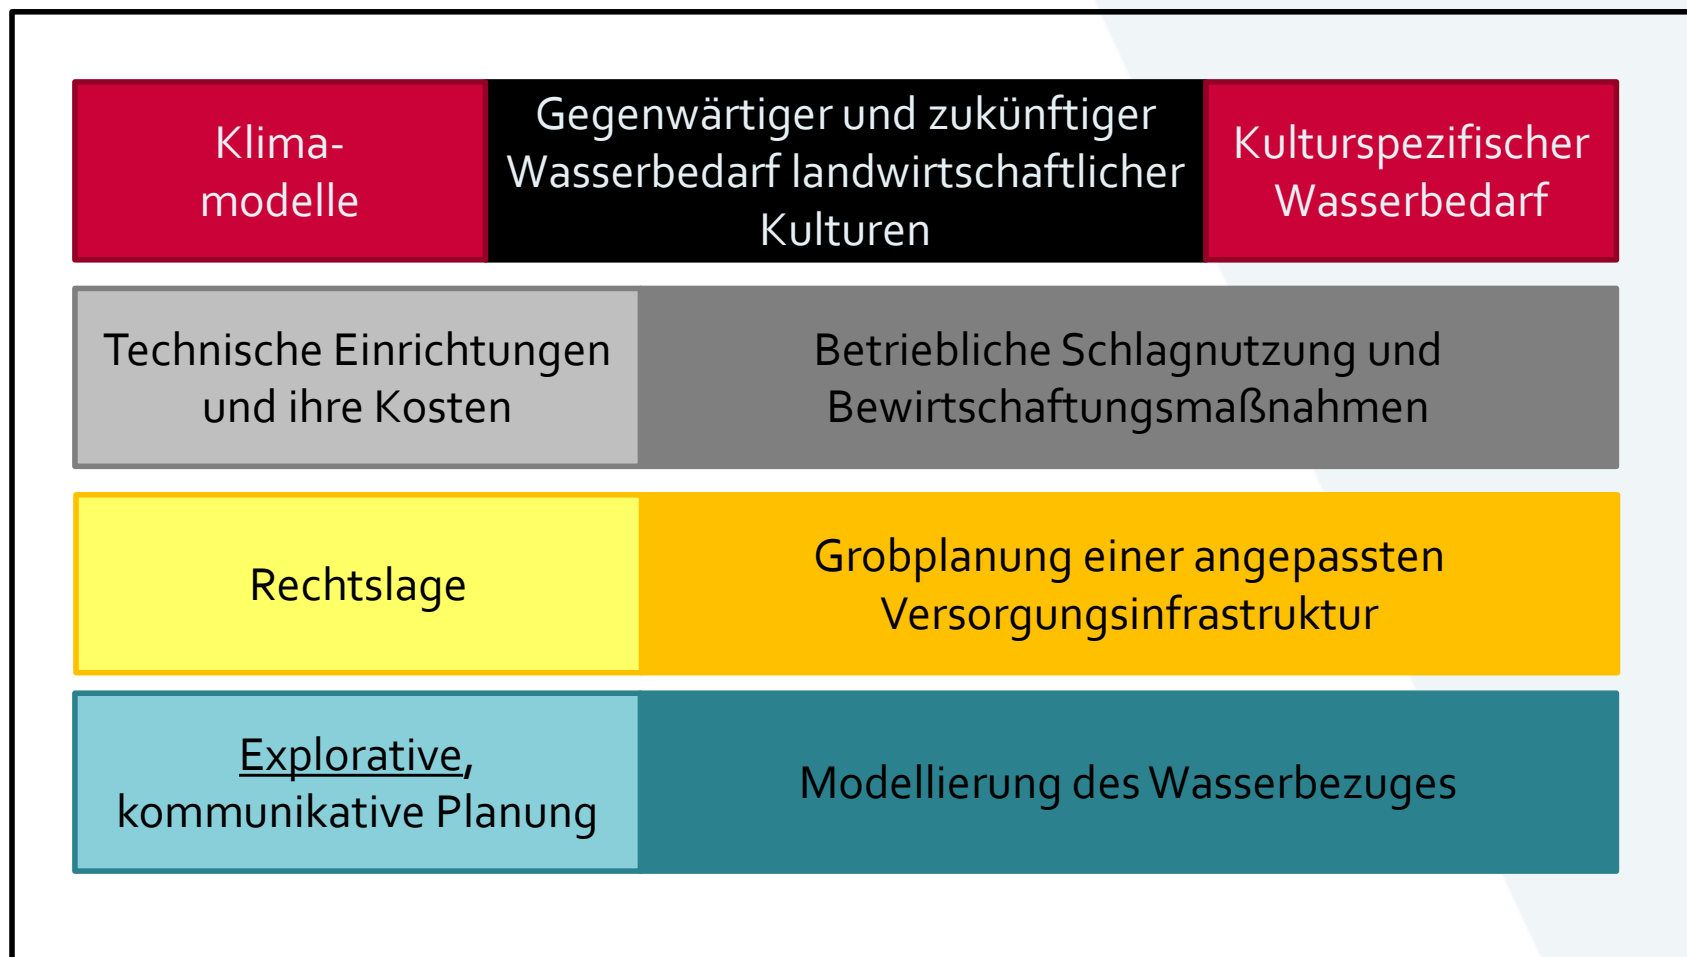 Klima-
modelle
Gegenwärtiger und zukünftiger
Wasserbedarf landwirtschaftlicher
Kulturen
Kulturspezifischer
Wasserbedarf
Technische Einrichtungen
und ihre Kosten
Betriebliche Schlagnutzung und
Bewirtschaftungsmaßnahmen
Rechtslage
Grobplanung einer angepassten
Versorgungsinfrastruktur
Explorative,
kommunikative Planung
Modellierung des Wasserbezuges